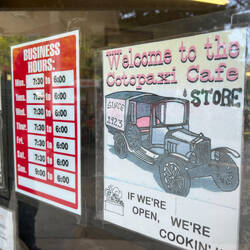 BUSINESS
HOURS:
Mon. 7:30 to 6:00
Tues. 7:30 to 6:00
Wed. 7:30 to 6:00
Thur. 7:30 to 6:00
Fri. 7:30 to 6:00
Sat. 7:30 to 6:00
Sun. 9:00 to 6:00
Welcome to the
Cotopaxi Cafe
& STORE
SINCE
1923
IF WE'RE
OPEN, WE'RE
COOKIN'